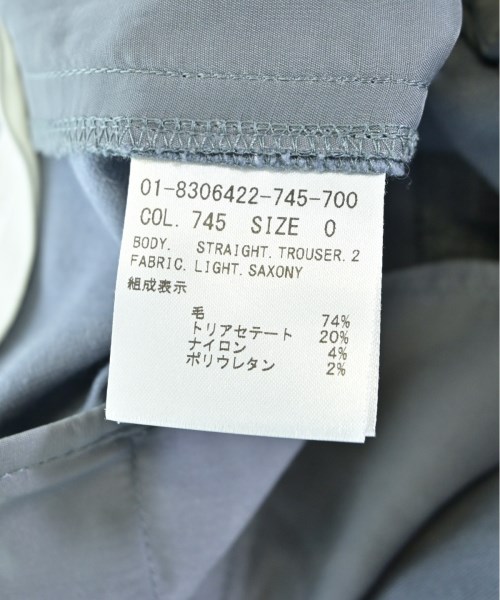 01-8306422-745-700
COL. 745 SIZE 0
BODY. STRAIGHT. TROUSER. 2
FABRIC. LIGHT. SAXONY
組成表示
毛 74%
トリアセテート 20%
ナイロン 4%
ポリウレタン 2%